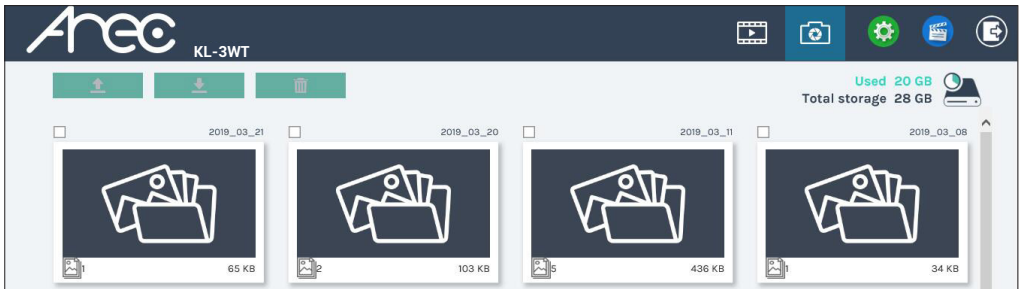 Arec
KL-3WT
Used 20 GB
Total storage 28 GB
2019_03_21
2019_03_20
2019_03_11
2019_03_08
1 65 KB
2 103 KB
5 436 KB
1 34 KB